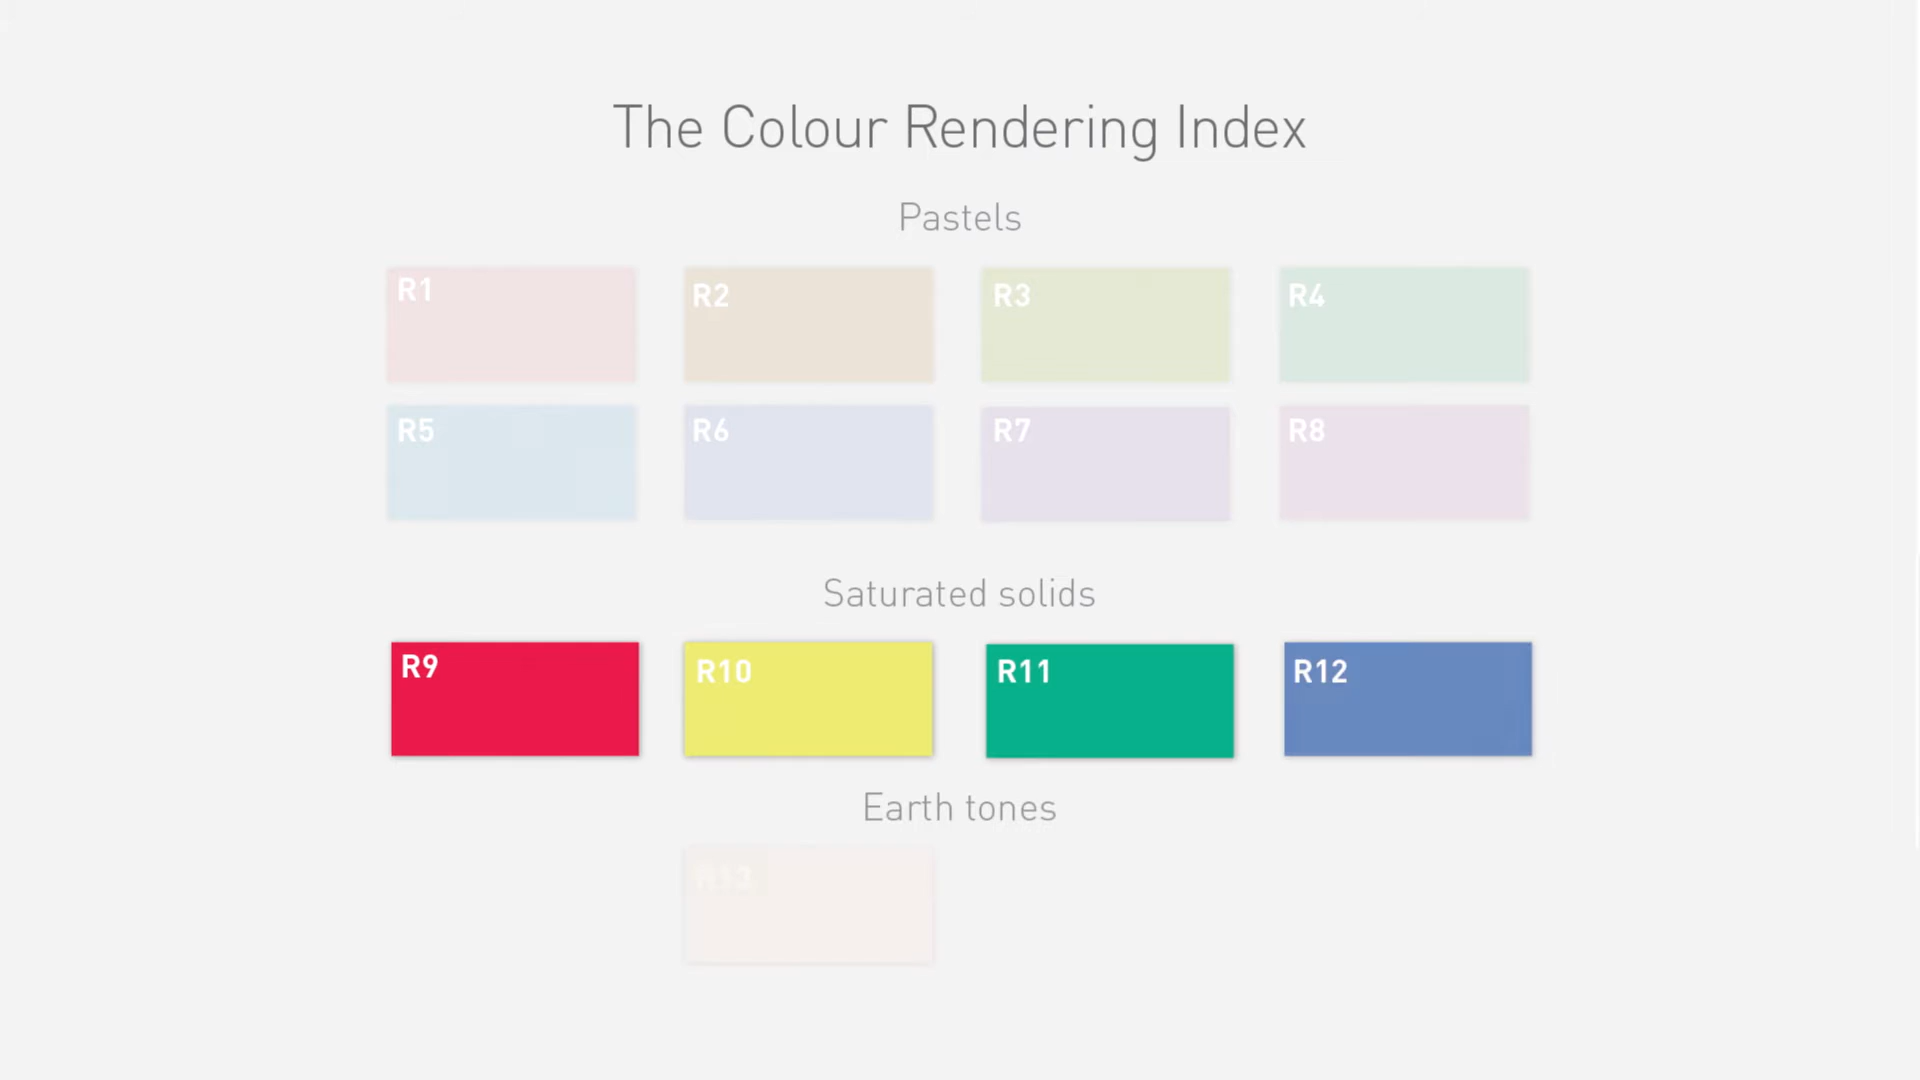 The Colour Rendering Index
Pastels
R1 R2 R3 R4
R5 R6 R7 R8
Saturated solids
R9 R10 R11 R12
Earth tones
R13